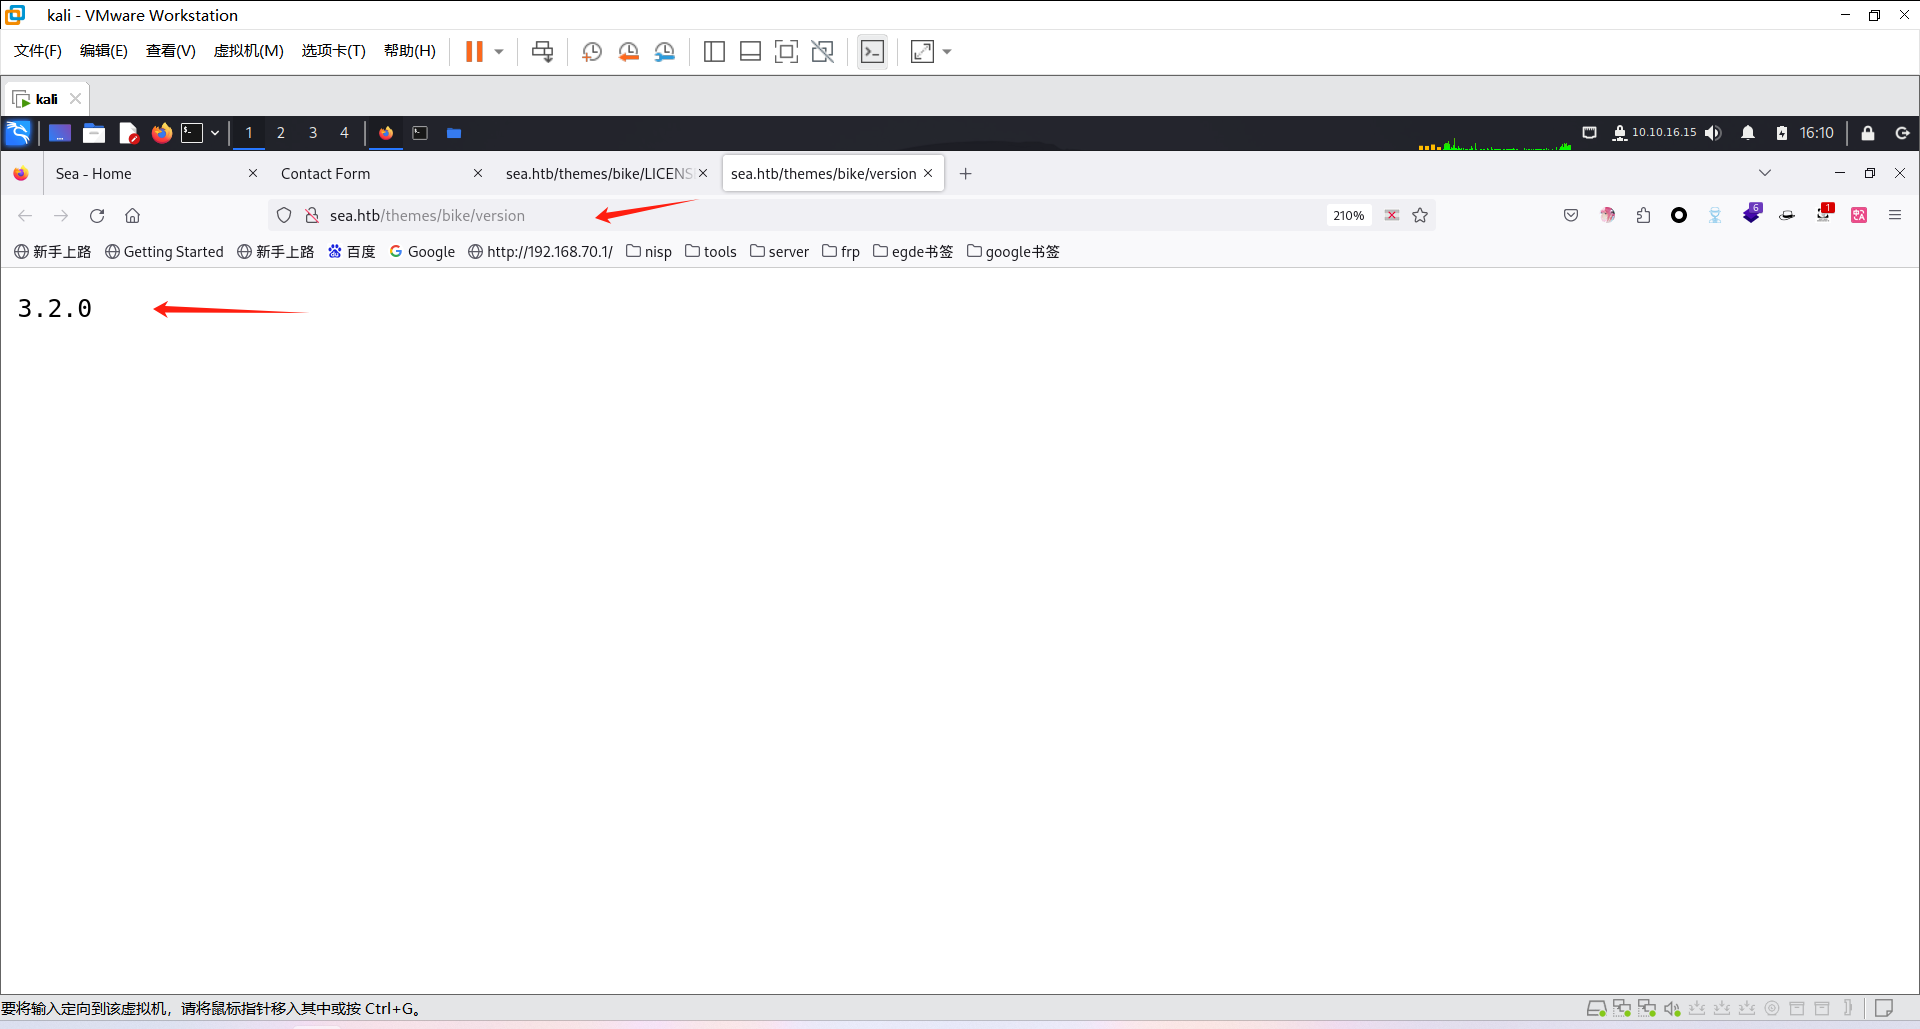 kali - VMware Workstation
文件(F) 编辑(E) 查看(V) 虚拟机(M) 选项卡(T) 帮助(H)
kali
1 2 3 4 10.10.16.15 16:10
Sea - Home Contact Form sea.htb/themes/bike/LICENS sea.htb/themes/bike/version
sea.htb/themes/bike/version 210% 6 1
新手上路 Getting Started 新手上路 百度 Google http://192.168.70.1/ nisp tools server frp egde书签 google书签
3.2.0
要将输入定向到该虚拟机，请将鼠标指针移入其中或按 Ctrl+G。